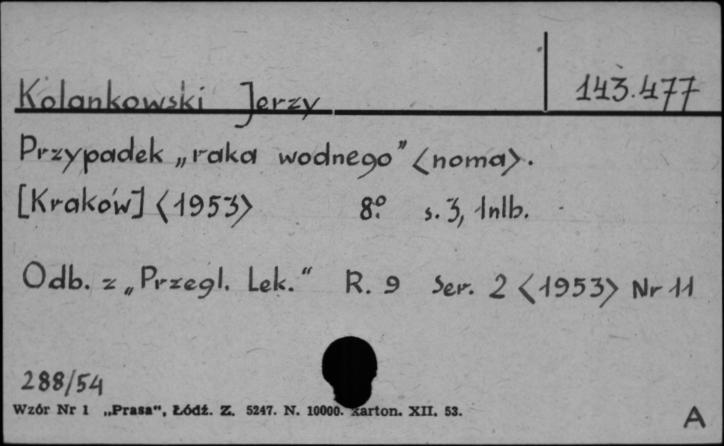 Kolankowski Jerzy 143.477
Przypadek „raka wodnego” <noma>.
[Kraków] <1953> 8º. s. 3, 1nlb.
Odb. z „Przegl. Lek.“ R. 9 Ser. 2 <1953> Nr 11
288/54
Wzór Nr 1 „Prasa“, Łódź. Z. 5247. N. 10000. Karton. XII. 53.
A